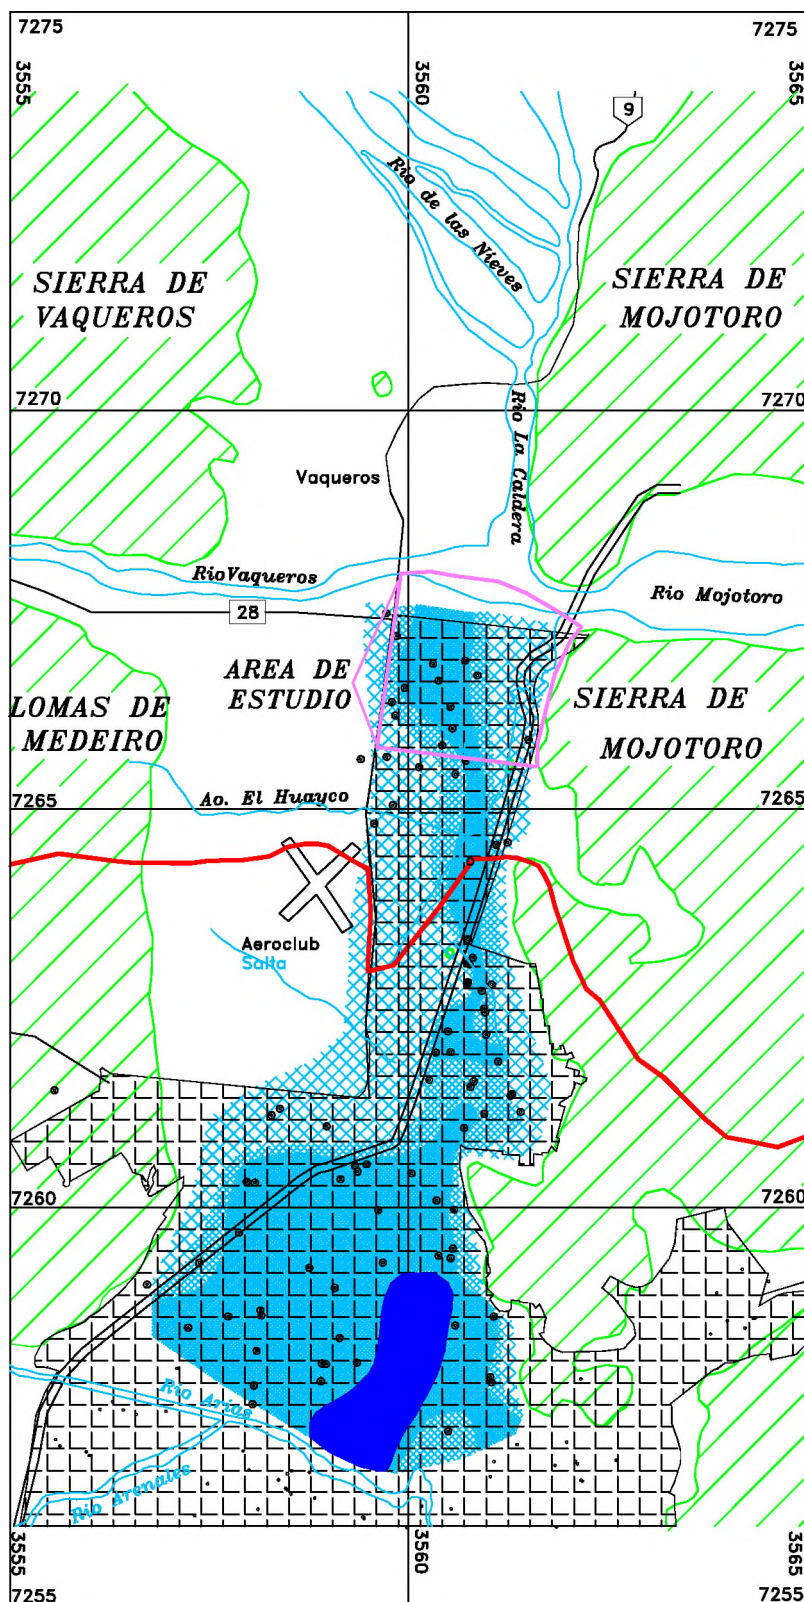 7275
7275
3555
3560
3565
9
Rio de las Nieves
SIERRA DE
VAQUEROS
SIERRA DE
MOJOTORO
7270
7270
Rio La Caldera
Vaqueros
RioVaqueros
Rio Mojotoro
28
AREA DE
ESTUDIO
LOMAS DE
MEDEIRO
SIERRA DE
MOJOTORO
Ao. El Huayco
7265
7265
Aeroclub
Salta
7260
7260
Rio Arias
Rio Arenales
3555
3560
3565
7255
7255